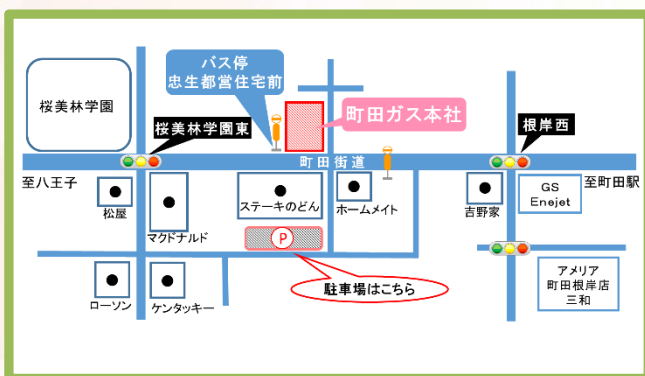 バス停
忠生都営住宅前
桜美林学園
桜美林学園東
町田ガス本社
根岸西
町田街道
至八王子
至町田駅
松屋
マクドナルド
ステーキのどん
ホームメイト
吉野家
GS
Enejet
P
駐車場はこちら
ローソン
ケンタッキー
アメリア
町田根岸店
三和